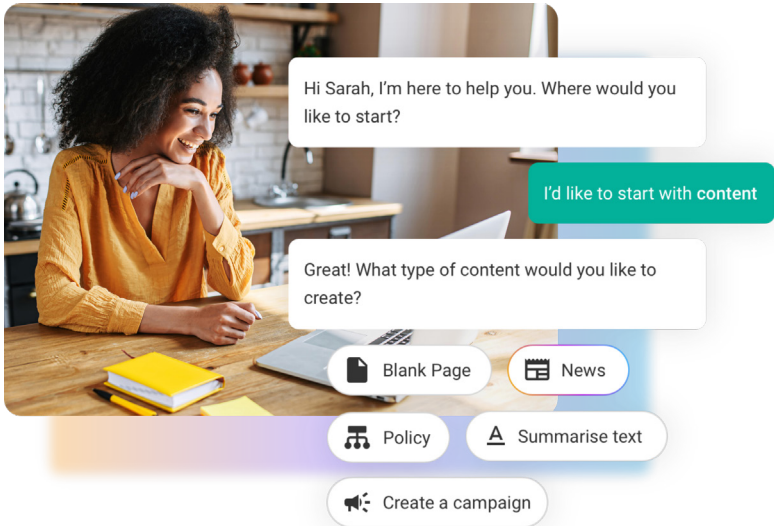 Hi Sarah, I'm here to help you. Where would you
like to start?
I'd like to start with content
Great! What type of content would you like to
create?
Blank Page
News
Policy
Summarise text
Create a campaign